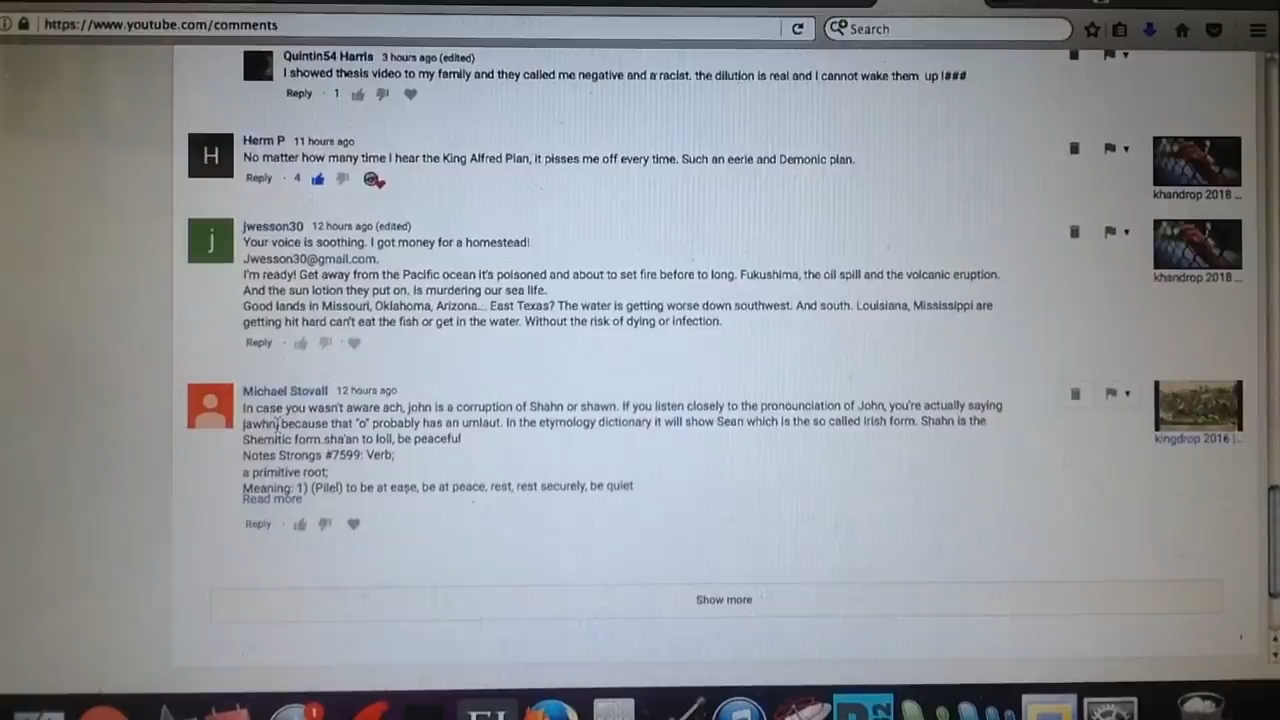 https://www.youtube.com/comments
Search
Quintin54 Harris 3 hours ago (edited)
I showed thesis video to my family and they called me negative and a racist. the dilution is real and I cannot wake them up !###
Reply · 1
H
Herm P 11 hours ago
No matter how many time I hear the King Alfred Plan, it pisses me off every time. Such an eerie and Demonic plan.
Reply · 4
khandrop 2018 ...
j
jwesson30 12 hours ago (edited)
Your voice is soothing. I got money for a homestead!
Jwesson30@gmail.com.
I'm ready! Get away from the Pacific ocean it's poisoned and about to set fire before to long. Fukushima, the oil spill and the volcanic eruption.
And the sun lotion they put on. Is murdering our sea life.
Good lands in Missouri, Oklahoma, Arizona... East Texas? The water is getting worse down southwest. And south. Louisiana, Mississippi are
getting hit hard can't eat the fish or get in the water. Without the risk of dying or infection.
Reply
khandrop 2018 ...
Michael Stovall 12 hours ago
In case you wasn't aware ach, john is a corruption of Shahn or shawn. If you listen closely to the pronounciation of John, you're actually saying
jawhn, because that "o" probably has an umlaut. In the etymology dictionary it will show Sean which is the so called Irish form. Shahn is the
Shemitic form.sha'an to loll, be peaceful
Notes Strongs #7599: Verb;
a primitive root;
Meaning: 1) (Pilel) to be at ease, be at peace, rest, rest securely, be quiet
Read more
Reply
kingdrop 2016 |...
Show more
1